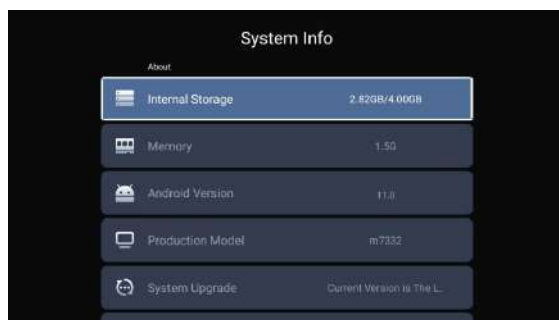 System Info
About
Internal Storage 2.82GB/4.00GB
Memory 1.5G
Android Version 11.0
Production Model m7332
System Upgrade Current Version is The L..